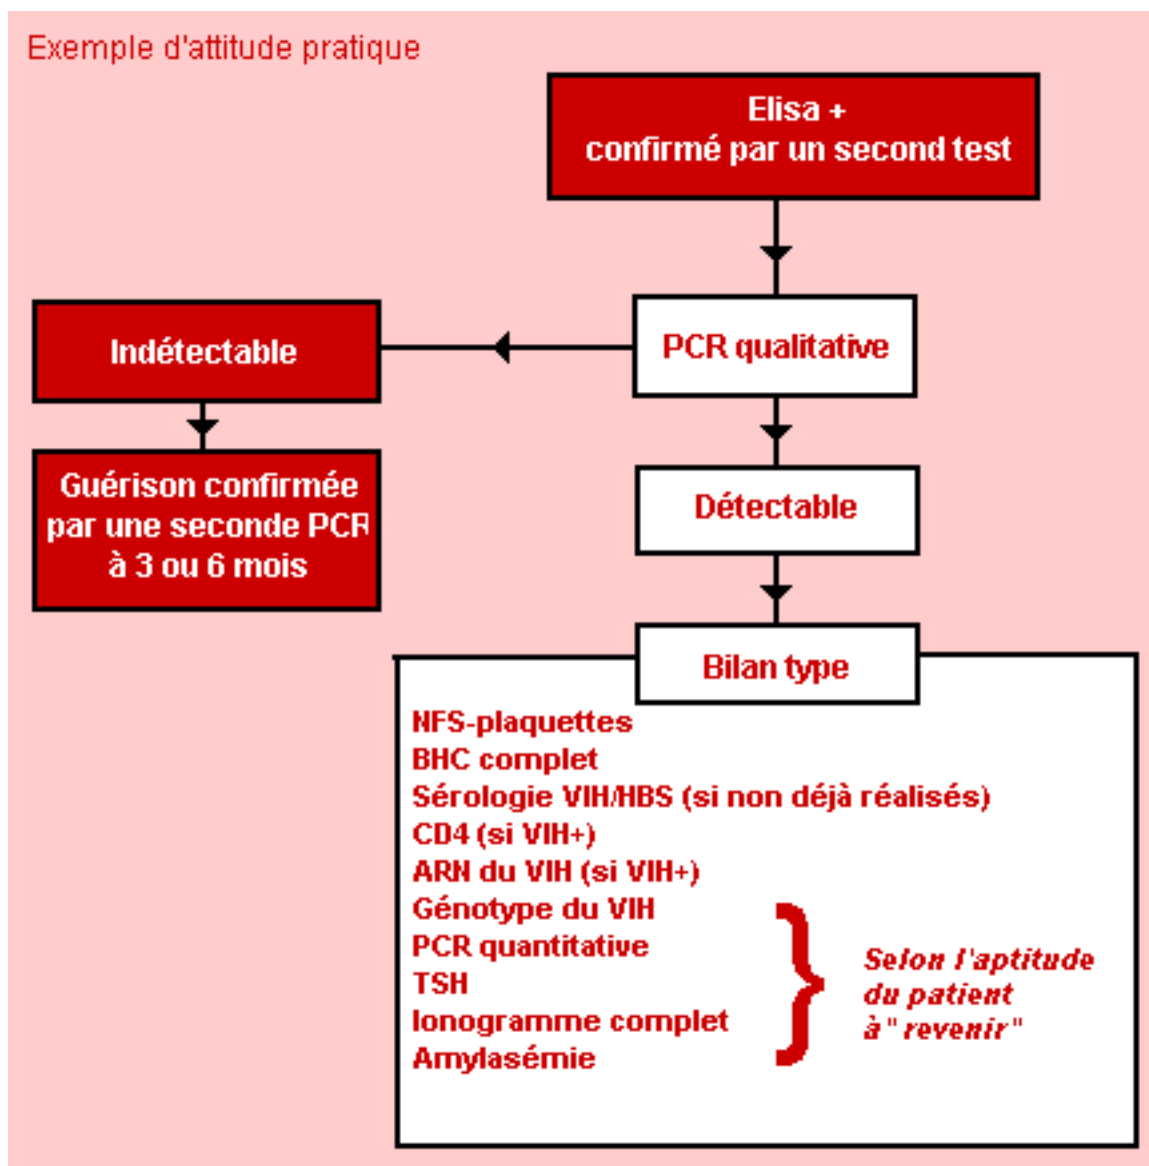 Exemple d'attitude pratique
Elisa +
confirmé par un second test
PCR qualitative
Indétectable
Guérison confirmée
par une seconde PCR
à 3 ou 6 mois
Détectable
Bilan type
NFS-plaquettes
BHC complet
Sérologie VIH/HBS (si non déjà réalisés)
CD4 (si VIH+)
ARN du VIH (si VIH+)
Génotype du VIH
PCR quantitative
TSH
Ionogramme complet
Amylasémie
Selon l'aptitude
du patient
à "revenir"